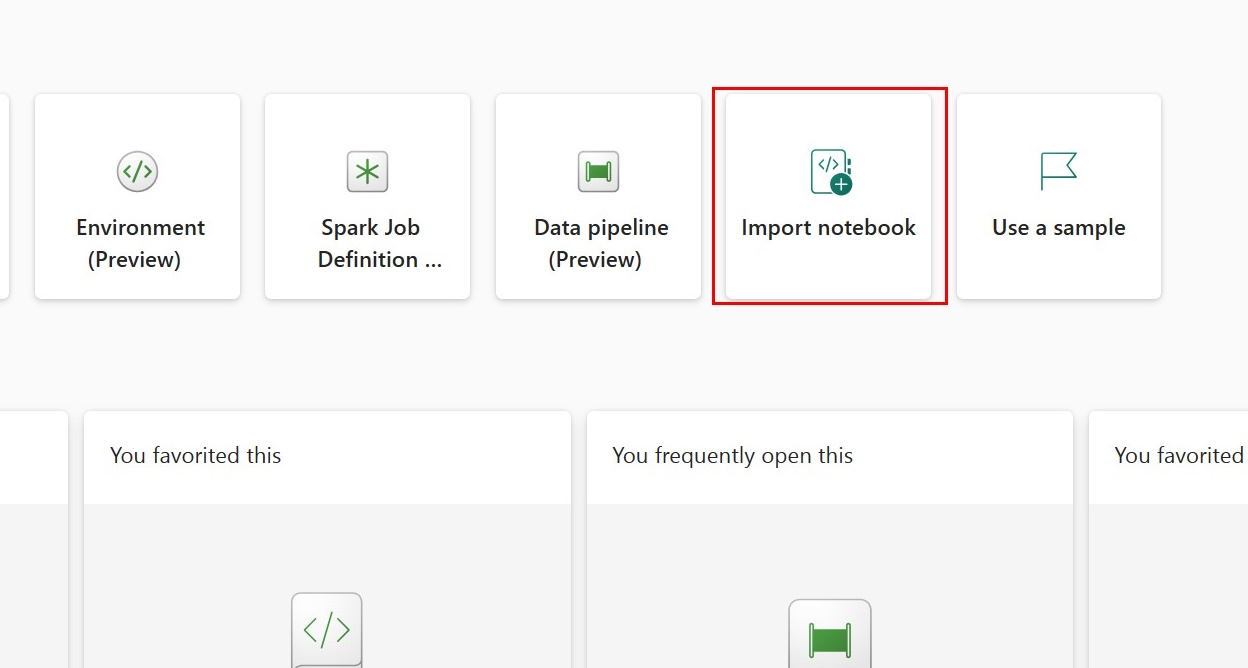 Environment
(Preview)
Spark Job
Definition ...
Data pipeline
(Preview)
Import notebook
Use a sample
You favorited this
You frequently open this
You favorited